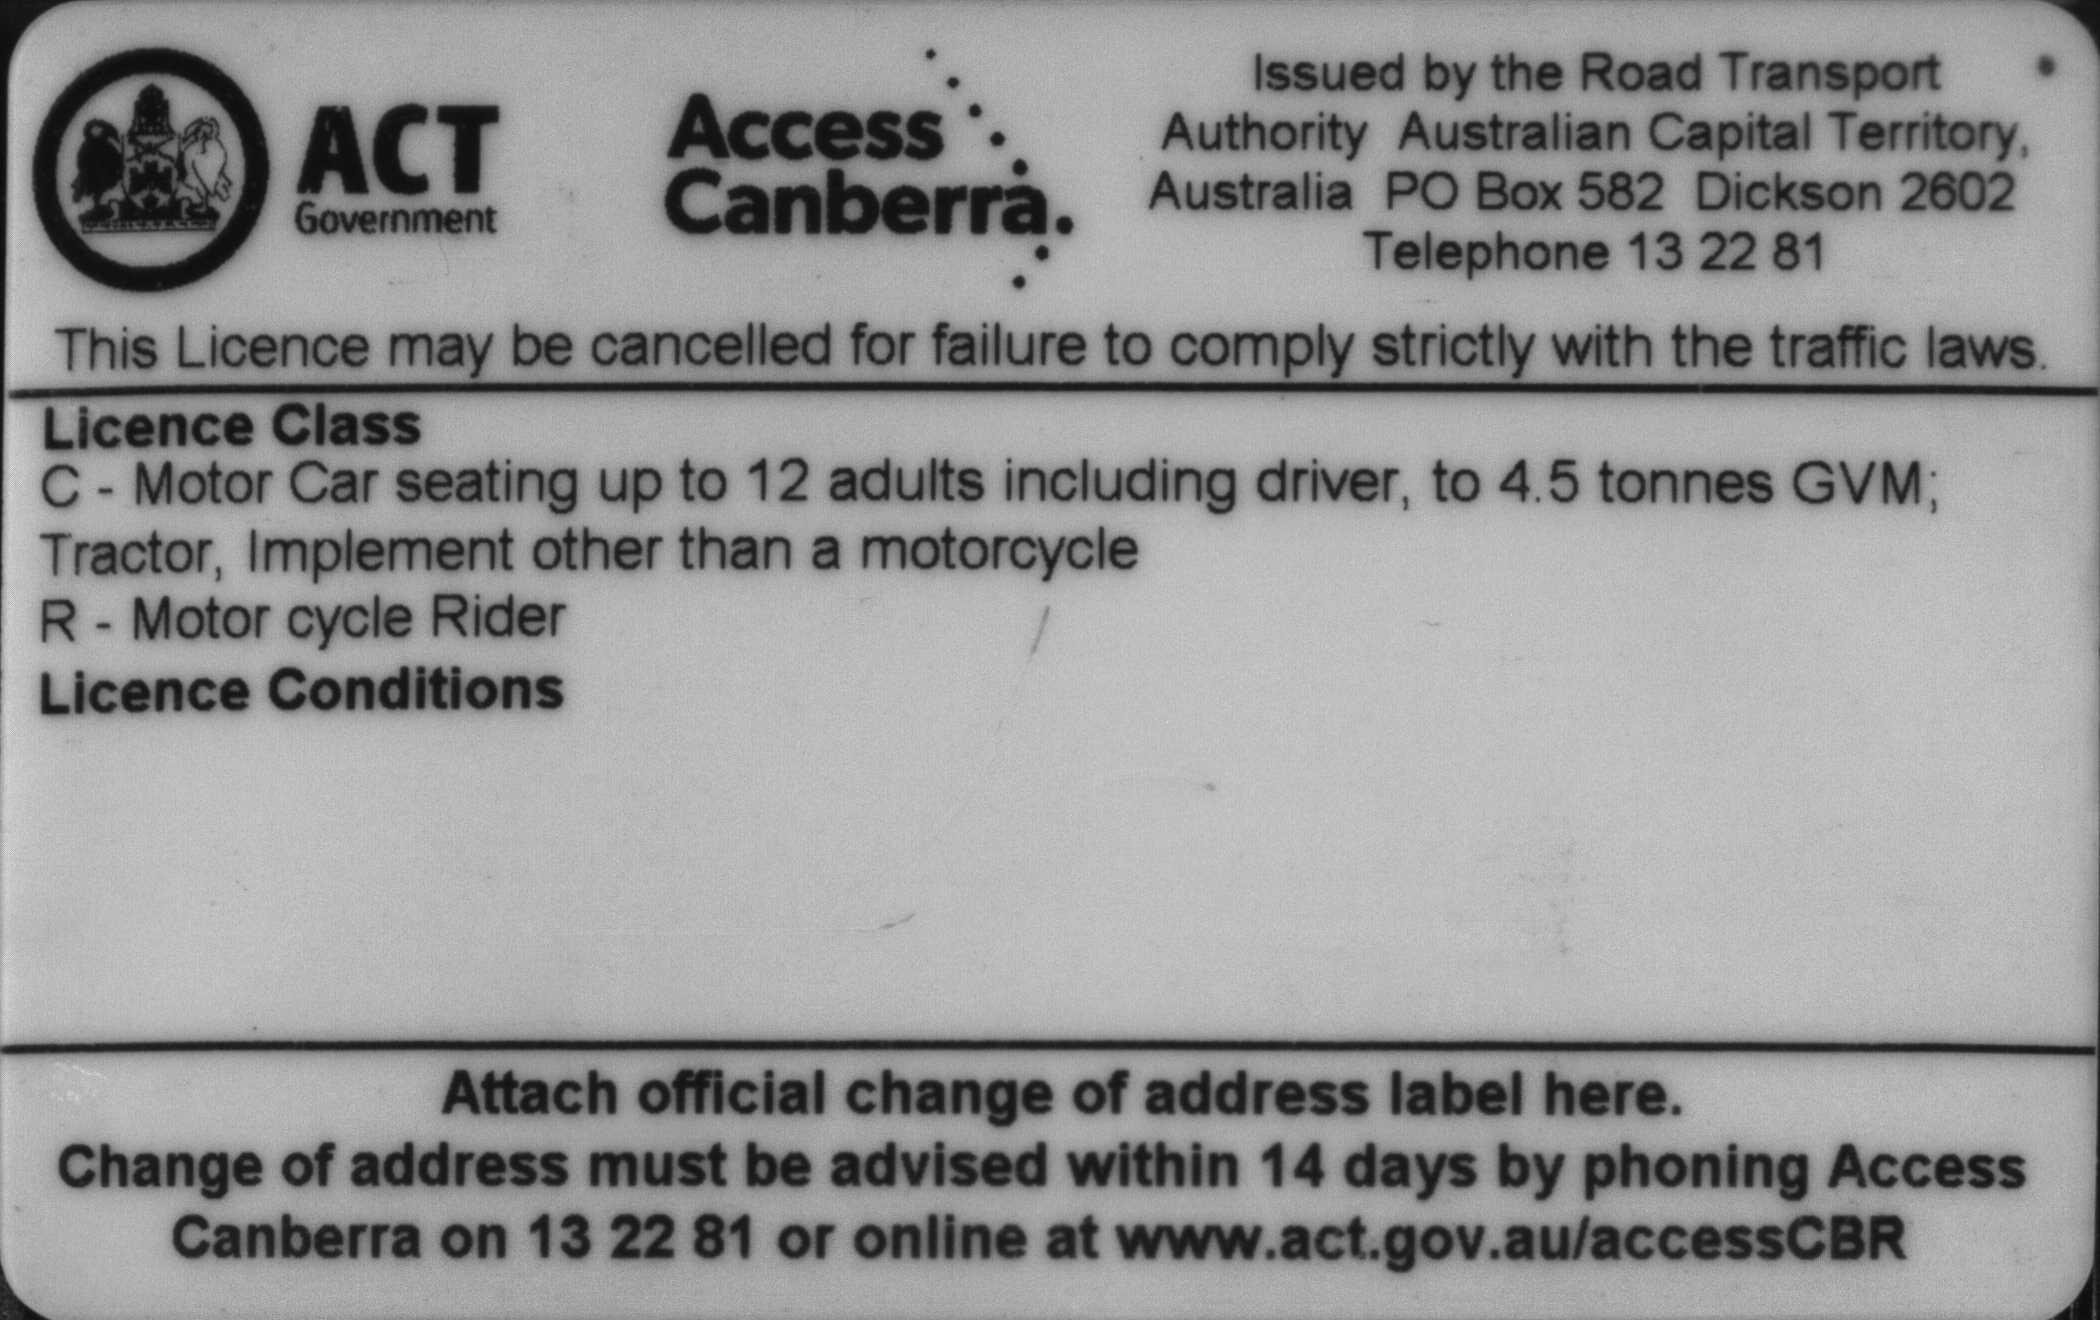 ACT
Government
Access
Canberra.
Issued by the Road Transport
Authority Australian Capital Territory,
Australia PO Box 582 Dickson 2602
Telephone 13 22 81
This Licence may be cancelled for failure to comply strictly with the traffic laws.
Licence Class
C - Motor Car seating up to 12 adults including driver, to 4.5 tonnes GVM;
Tractor, Implement other than a motorcycle
R - Motor cycle Rider
Licence Conditions
Attach official change of address label here.
Change of address must be advised within 14 days by phoning Access
Canberra on 13 22 81 or online at www.act.gov.au/accessCBR